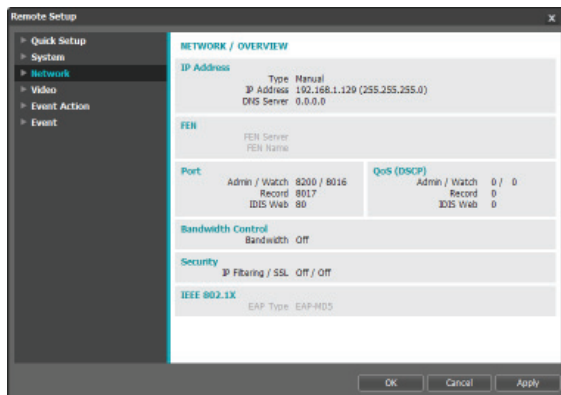 Remote Setup
x
Quick Setup
System
Network
Video
Event Action
Event
NETWORK / OVERVIEW
IP Address
Type Manual
IP Address 192.168.1.129 (255.255.255.0)
DNS Server 0.0.0.0
FEN
FEN Server
FEN Name
Port
Admin / Watch 8200 / 8016
Record 8017
IDIS Web 80
QoS (DSCP)
Admin / Watch 0 / 0
Record 0
IDIS Web 0
Bandwidth Control
Bandwidth Off
Security
IP Filtering / SSL Off / Off
IEEE 802.1X
EAP Type EAP-MD5
OK Cancel Apply